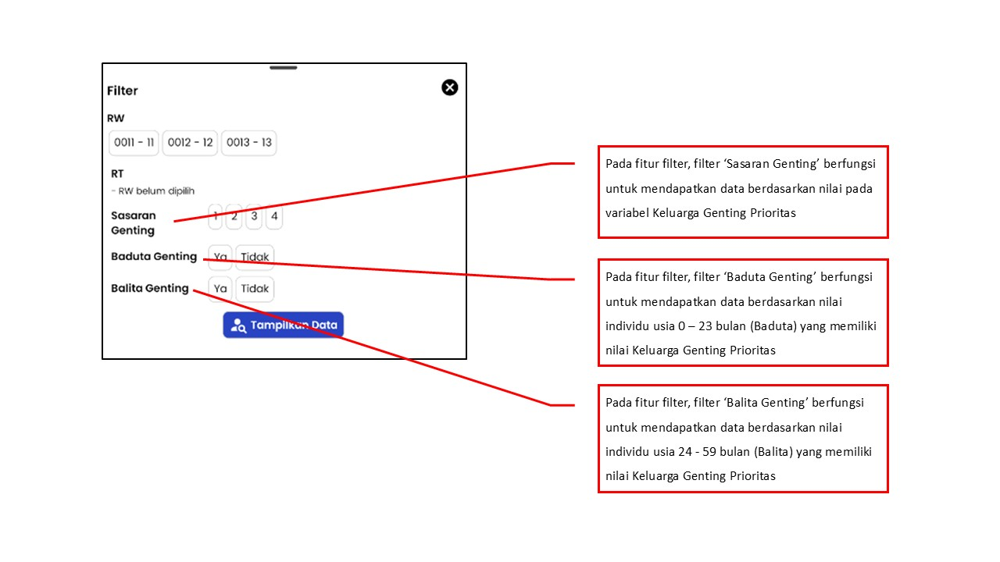 Filter
RW
0011 - 11 0012 - 12 0013 - 13
RT
- RW belum dipilih
Sasaran
Genting
1 2 3 4
Baduta Genting Ya Tidak
Balita Genting Ya Tidak
Tampilkan Data
Pada fitur filter, filter ‘Sasaran Genting’ berfungsi
untuk mendapatkan data berdasarkan nilai pada
variabel Keluarga Genting Prioritas
Pada fitur filter, filter ‘Baduta Genting’ berfungsi
untuk mendapatkan data berdasarkan nilai
individu usia 0 – 23 bulan (Baduta) yang memiliki
nilai Keluarga Genting Prioritas
Pada fitur filter, filter ‘Balita Genting’ berfungsi
untuk mendapatkan data berdasarkan nilai
individu usia 24 - 59 bulan (Balita) yang memiliki
nilai Keluarga Genting Prioritas